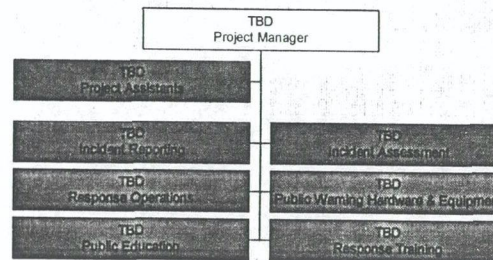 TBD
Project Manager
TBD
Project Assistants
TBD
Incident Reporting
TBD
Incident Assessment
TBD
Response Operations
TBD
Public Warning Hardware & Equipment
TBD
Public Education
TBD
Response Training